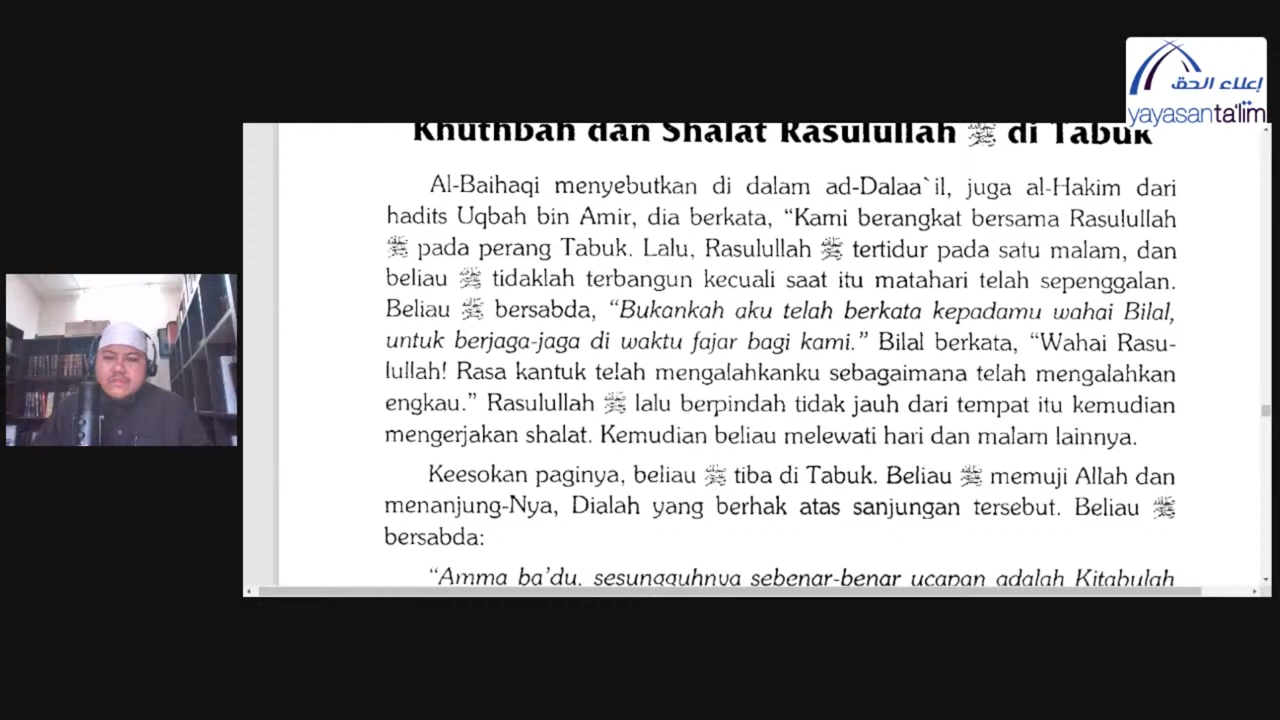 إعلاء الحق
yayasanta'lim
Khuthbah dan Shalat Rasulullah ﷺ di Tabuk
Al-Baihaqi menyebutkan di dalam ad-Dalaa`il, juga al-Hakim dari
hadits Uqbah bin Amir, dia berkata, “Kami berangkat bersama Rasulullah
ﷺ pada perang Tabuk. Lalu, Rasulullah ﷺ tertidur pada satu malam, dan
beliau ﷺ tidaklah terbangun kecuali saat itu matahari telah sepenggalan.
Beliau ﷺ bersabda, “Bukankah aku telah berkata kepadamu wahai Bilal,
untuk berjaga-jaga di waktu fajar bagi kami.” Bilal berkata, “Wahai Rasu-
lullah! Rasa kantuk telah mengalahkanku sebagaimana telah mengalahkan
engkau.” Rasulullah ﷺ lalu berpindah tidak jauh dari tempat itu kemudian
mengerjakan shalat. Kemudian beliau melewati hari dan malam lainnya.
Keesokan paginya, beliau ﷺ tiba di Tabuk. Beliau ﷺ memuji Allah dan
menanjung-Nya, Dialah yang berhak atas sanjungan tersebut. Beliau ﷺ
bersabda:
“Amma ba’du, sesungguhnya sebenar-benar ucapan adalah Kitabulah